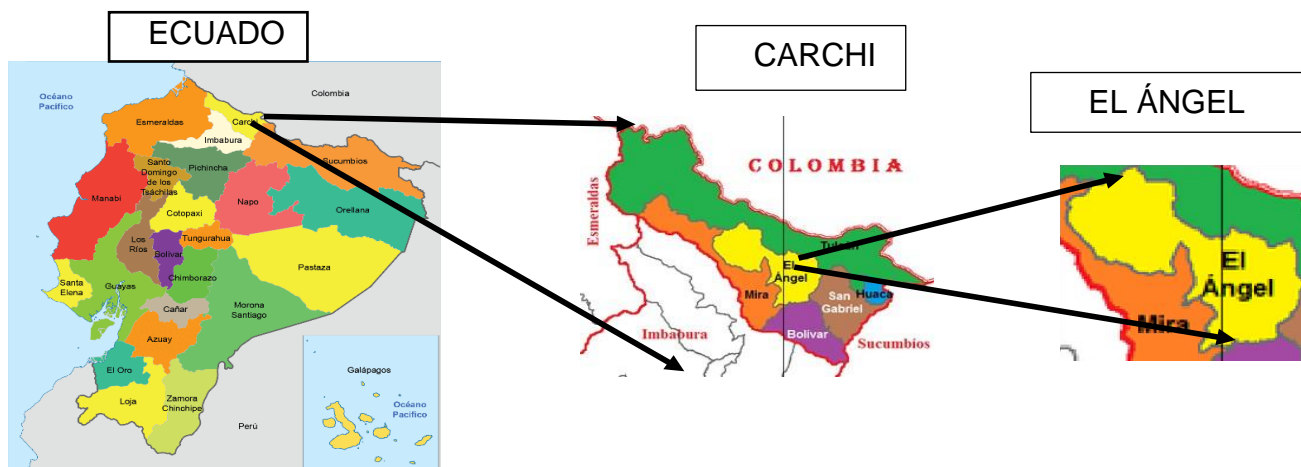 ECUADO
CARCHI
EL ÁNGEL
Océano
Pacífico
Colombia
Esmeraldas
Carchi
Imbabura
Sucumbios
Pichincha
Santo
Domingo
de los
Tsáchilas
Manabí
Napo
Orellana
Cotopaxi
Los
Ríos
Tungurahua
Bolívar
Pastaza
Chimborazo
Santa
Elena
Guayas
Morona
Santiago
Cañar
Azuay
El Oro
Loja
Zamora
Chinchipe
Perú
Galápagos
Océano
Pacífico
COLOMBIA
Esmeraldas
Tulcán
El
Ángel
Mira
San
Gabriel
Huaca
Bolívar
Imbabura
Sucumbios
El
Ángel
Mira